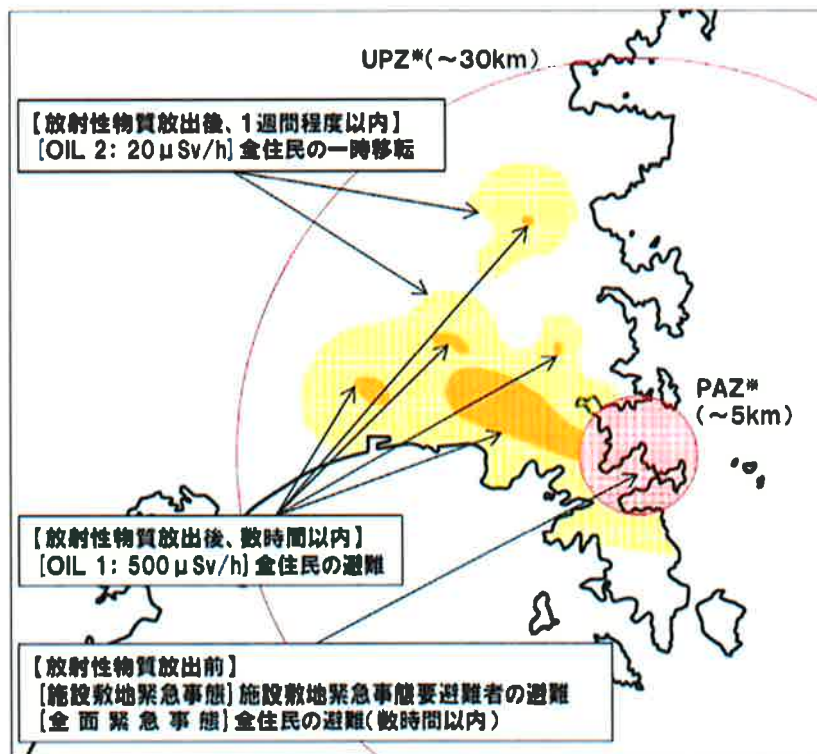 UPZ※(~30km)
【放射性物質放出後、1週間程度以内】
[OIL 2: 20μSv/h]全住民の一時移転
PAZ※
(~5km)
【放射性物質放出後、数時間以内】
[OIL 1: 500μSv/h]全住民の避難
【放射性物質放出前】
[施設敷地緊急事態]施設敷地緊急事態要避難者の避難
[全面緊急事態]全住民の避難(数時間以内)